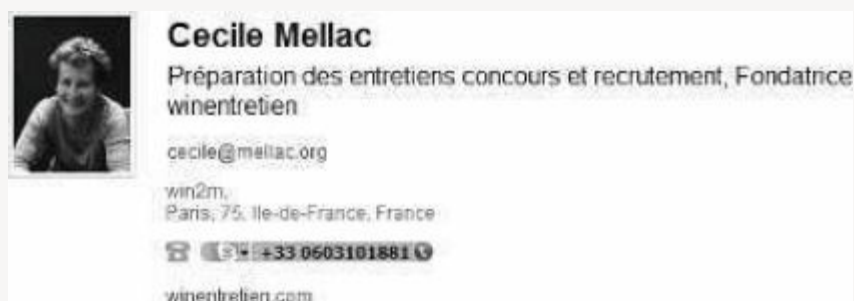 Cecile Mellac
Préparation des entretiens concours et recrutement, Fondatrice
winentretien
cecile@mellac.org
win2m,
Paris, 75, Ile-de-France, France
+33 0603101881
winentretien.com